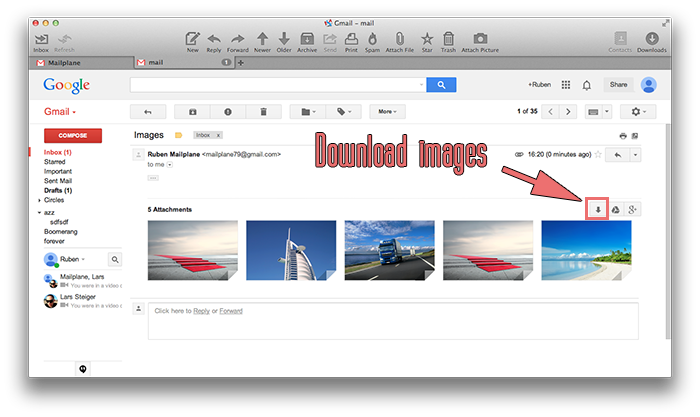 Gmail – mail
Inbox Refresh New Reply Forward Newer Older Archive Send Print Spam Attach File Star Trash Attach Picture Contacts Downloads
Mailplane
mail 1
Google
+Ruben Share
Gmail
More
1 of 35
COMPOSE
Images Inbox x
Inbox (1)
Starred
Important
Sent Mail
Drafts (1)
Circles
azz
sdfsdf
Boomerang
forever
Ruben
Mailplane, Lars
You were in a video c
Lars Steiger
You were in a video c
Ruben Mailplane <mailplane79@gmail.com>
16:20 (0 minutes ago)
to me
Download images
5 Attachments
Click here to Reply or Forward